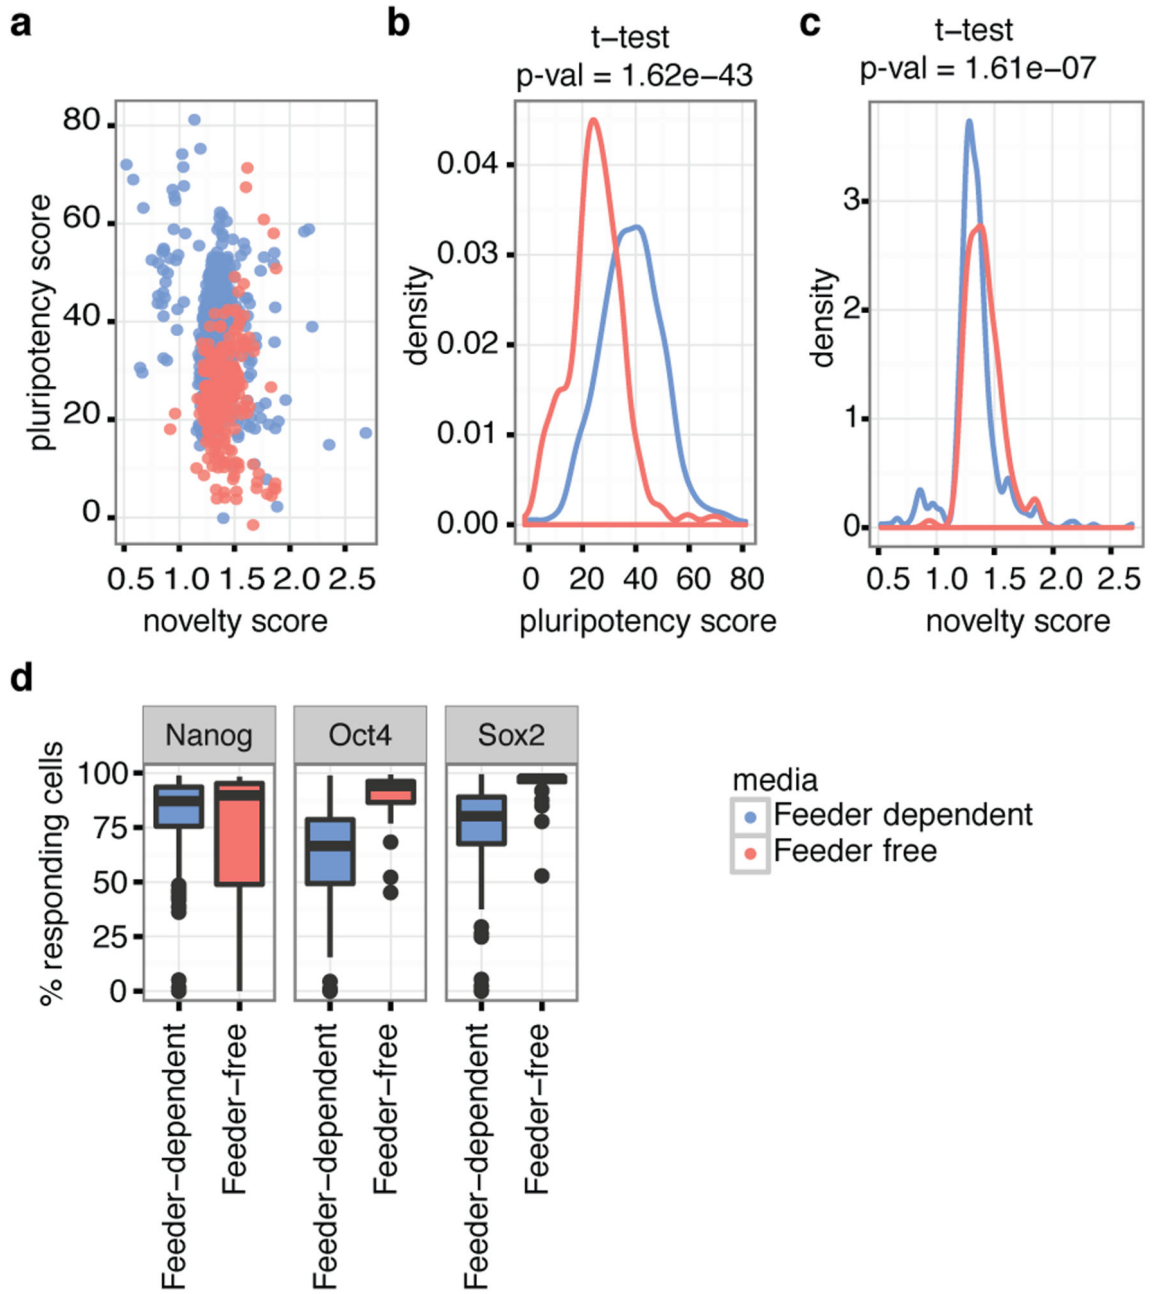 a
b
c
t−test
p-val = 1.62e−43
t−test
p-val = 1.61e−07
80
60
40
20
0
pluripotency score
0.5 1.0 1.5 2.0 2.5
novelty score
0.04
0.03
0.02
0.01
0.00
density
0 20 40 60 80
pluripotency score
3
2
1
0
density
0.5 1.0 1.5 2.0 2.5
novelty score
d
Nanog
Oct4
Sox2
100
75
50
25
0
% responding cells
Feeder−dependent
Feeder−free
Feeder−dependent
Feeder−free
Feeder−dependent
Feeder−free
media
Feeder dependent
Feeder free